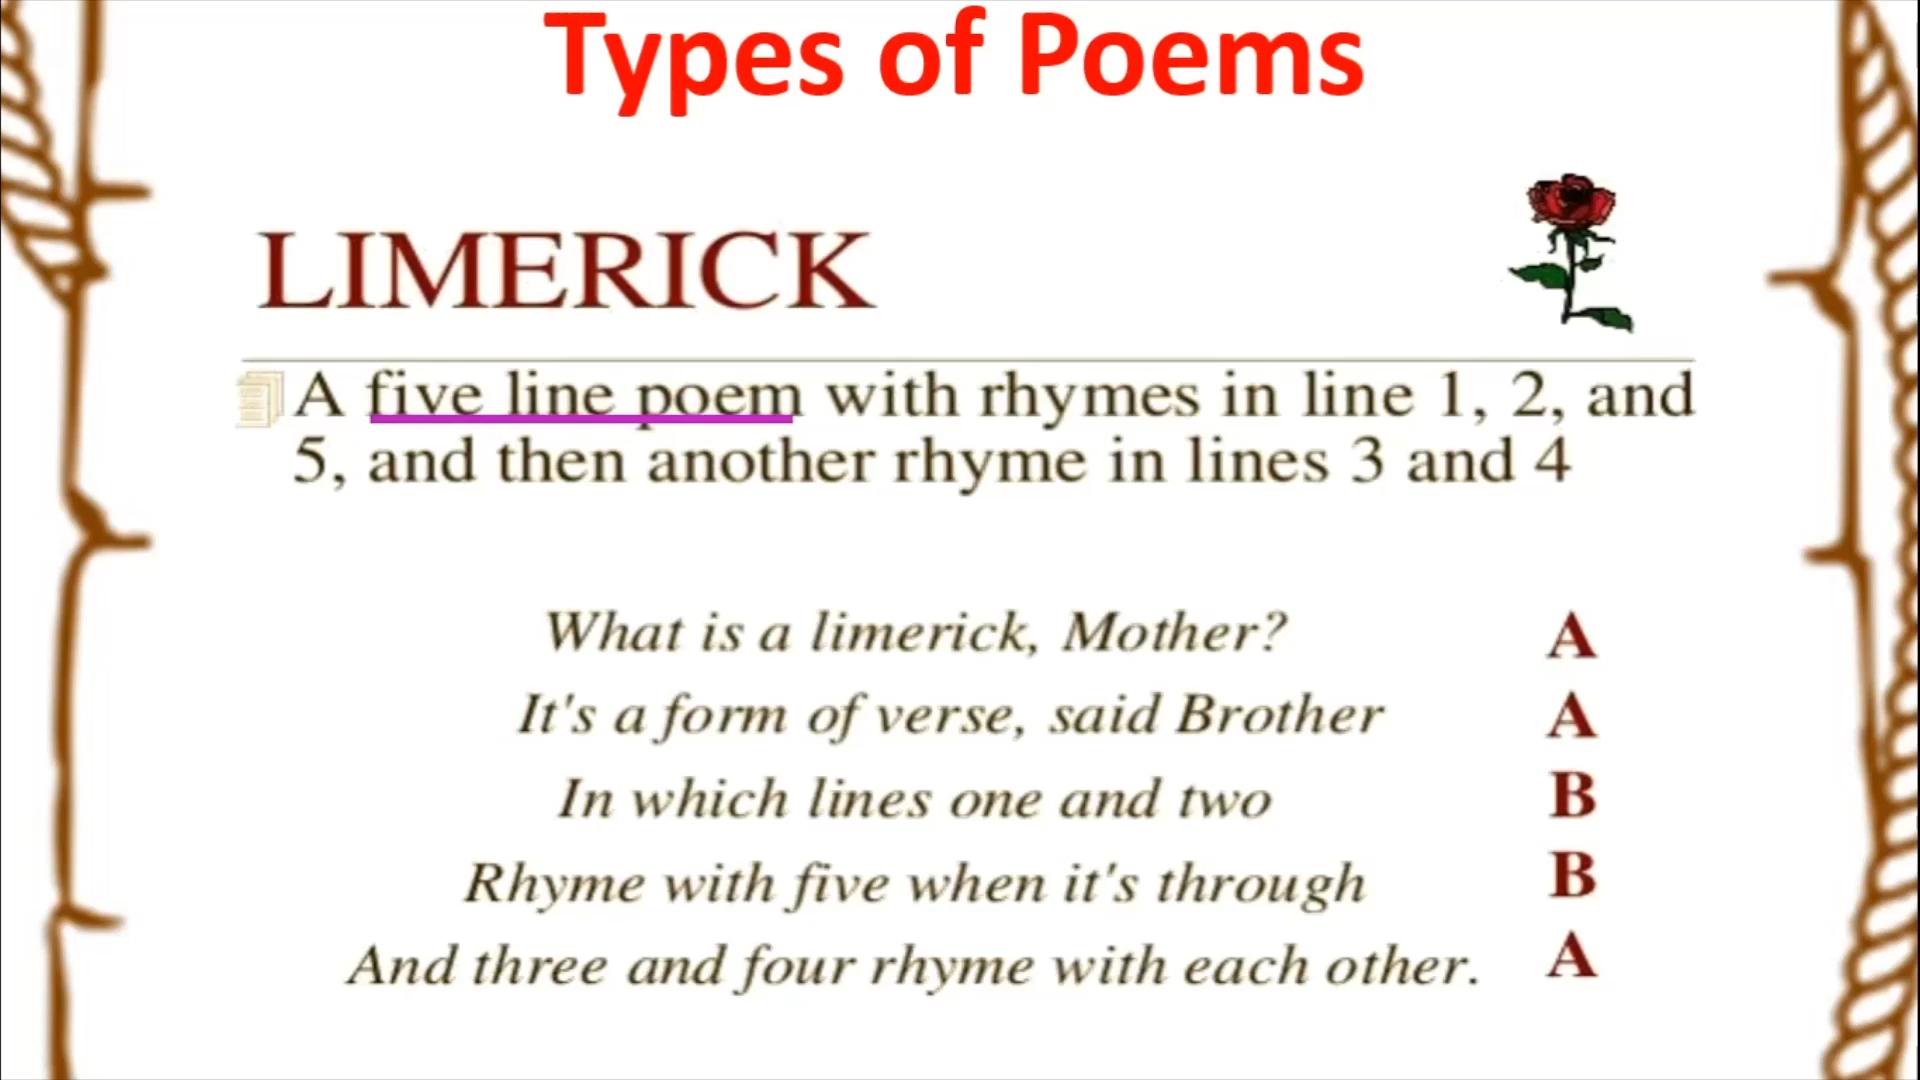 Types of Poems
LIMERICK
A five line poem with rhymes in line 1, 2, and
5, and then another rhyme in lines 3 and 4
What is a limerick, Mother? A
It's a form of verse, said Brother A
In which lines one and two B
Rhyme with five when it's through B
And three and four rhyme with each other. A